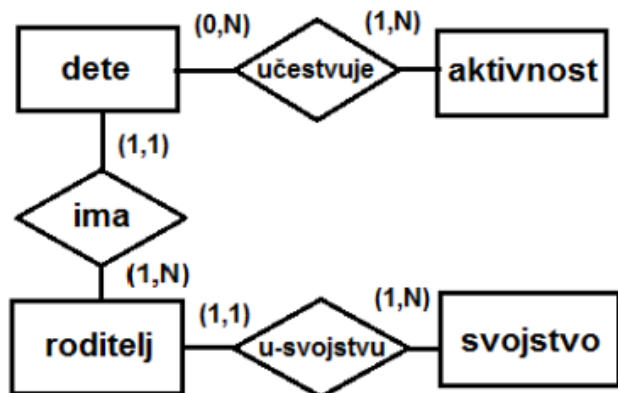 (0,N)
(1,N)
dete
učestvuje
aktivnost
(1,1)
ima
(1,N)
(1,1)
(1,N)
roditelj
u-svojstvu
svojstvo